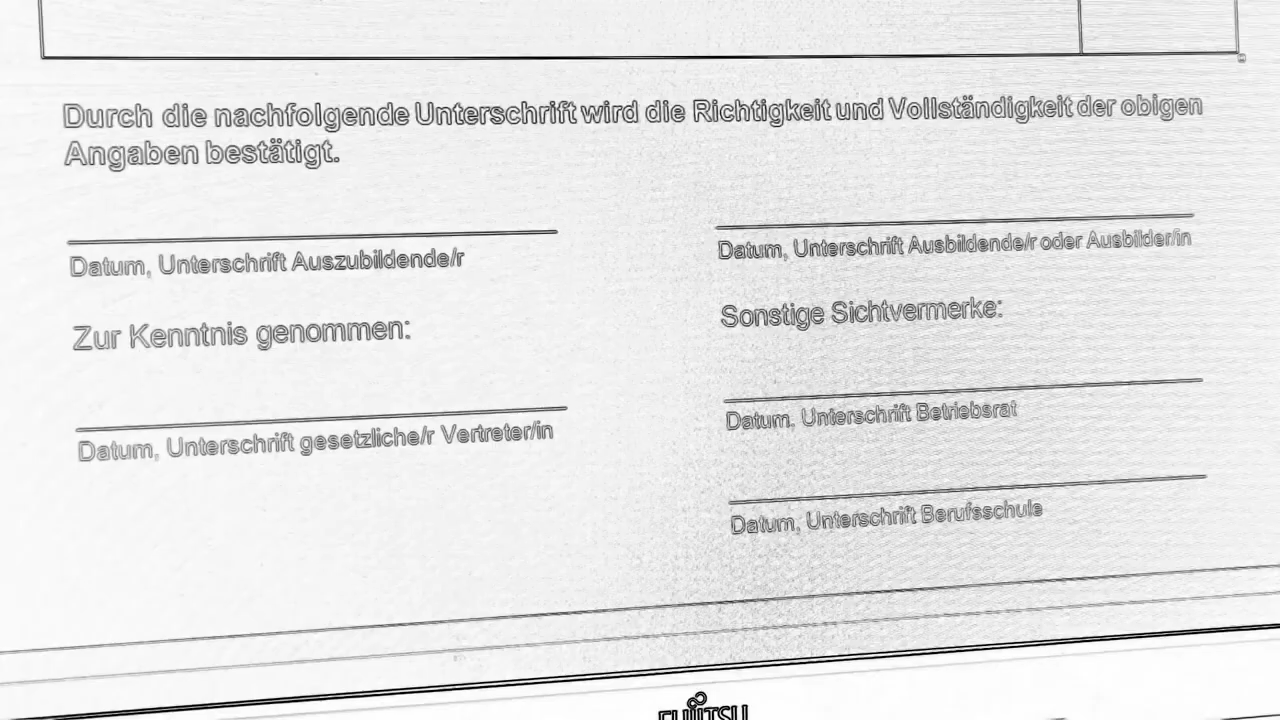 Durch die nachfolgende Unterschrift wird die Richtigkeit und Vollständigkeit der obigen
Angaben bestätigt.
Datum, Unterschrift Auszubildende/r
Datum, Unterschrift Ausbildende/r oder Ausbilder/in
Zur Kenntnis genommen:
Sonstige Sichtvermerke:
Datum, Unterschrift gesetzliche/r Vertreter/in
Datum, Unterschrift Betriebsrat
Datum, Unterschrift Berufsschule
FUJITSU